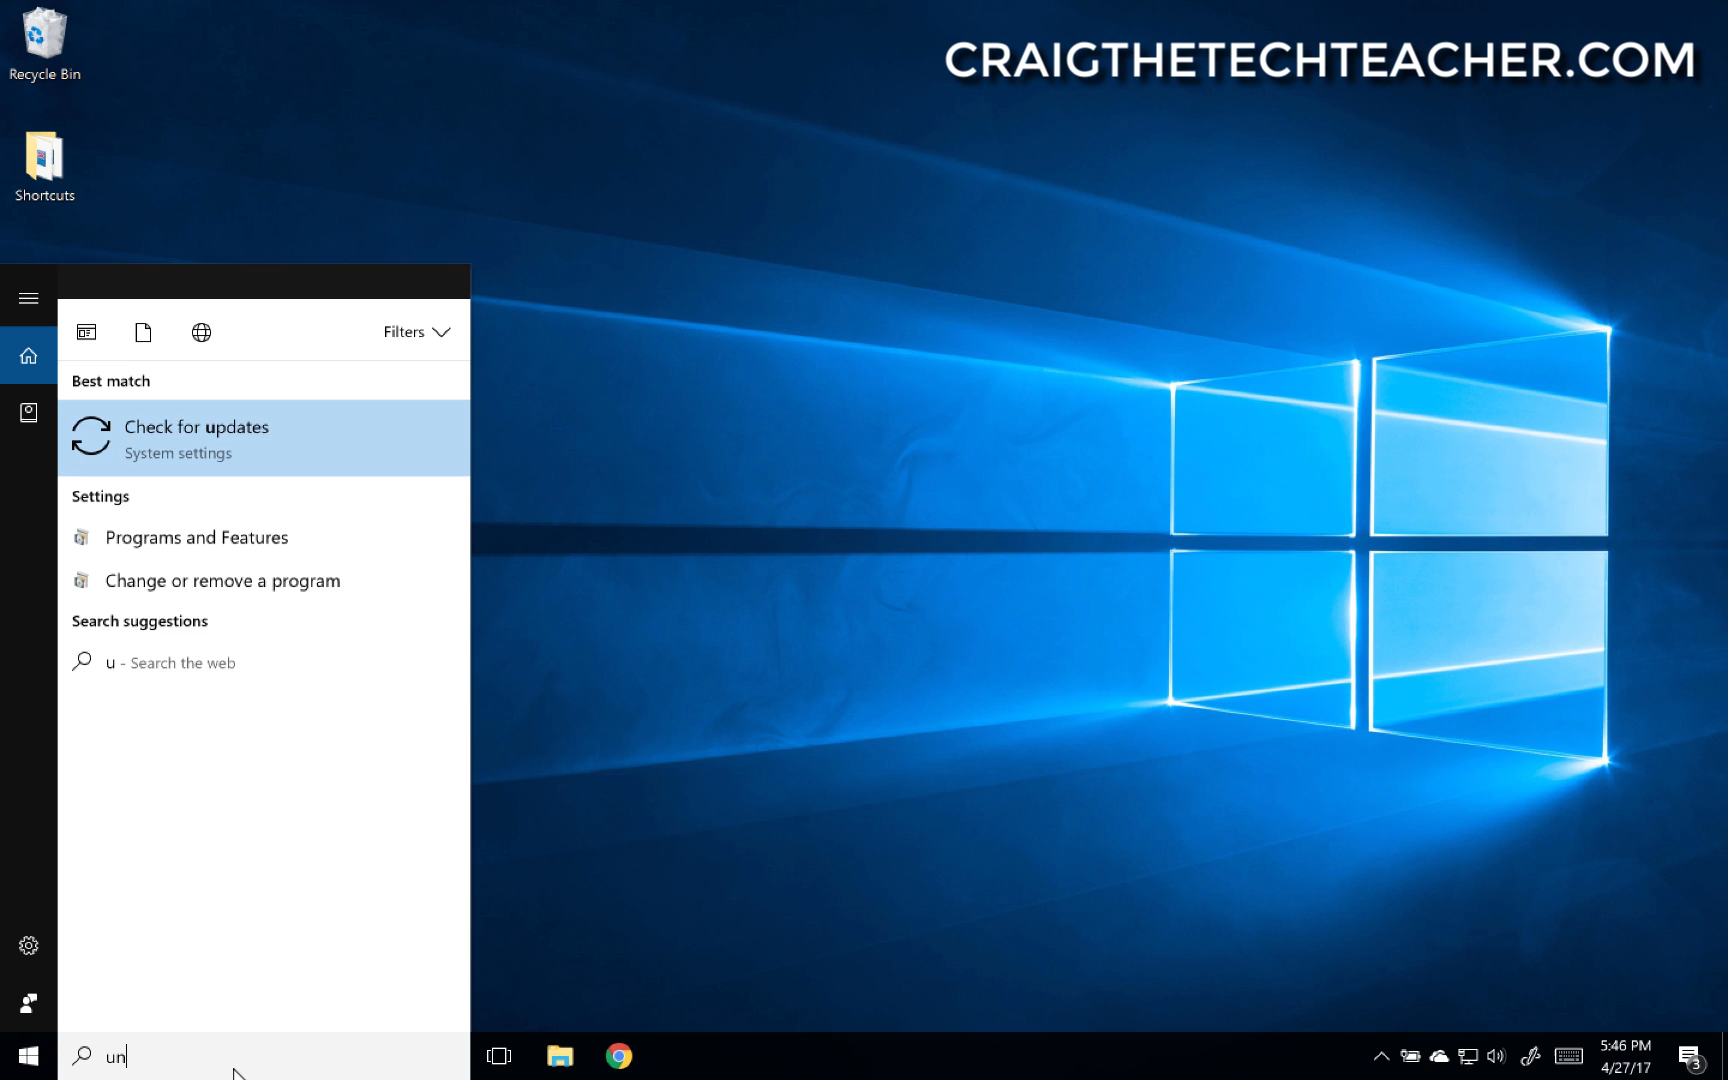 Recycle Bin
CRAIGTHETECHTEACHER.COM
Shortcuts
Filters
Best match
Check for updates
System settings
Settings
Programs and Features
Change or remove a program
Search suggestions
u - Search the web
un
5:46 PM
4/27/17
3